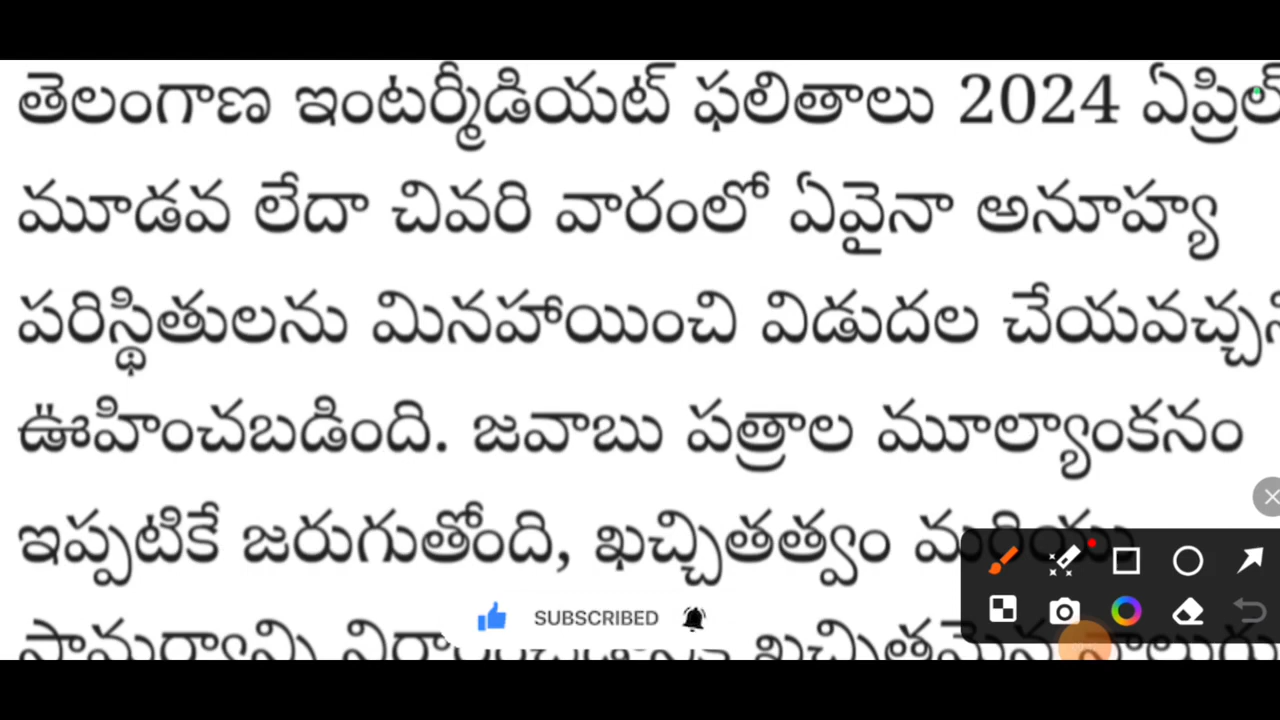 తెలంగాణ ఇంటర్మీడియట్ ఫలితాలు 2024 ఏప్రిల్
మూడవ లేదా చివరి వారంలో ఏవైనా అనూహ్య
పరిస్థితులను మినహాయించి విడుదల చేయవచ్చని
ఊహించబడింది. జవాబు పత్రాల మూల్యాంకనం
ఇప్పటికే జరుగుతోంది, ఖచ్చితత్వం మరియు
SUBSCRIBED